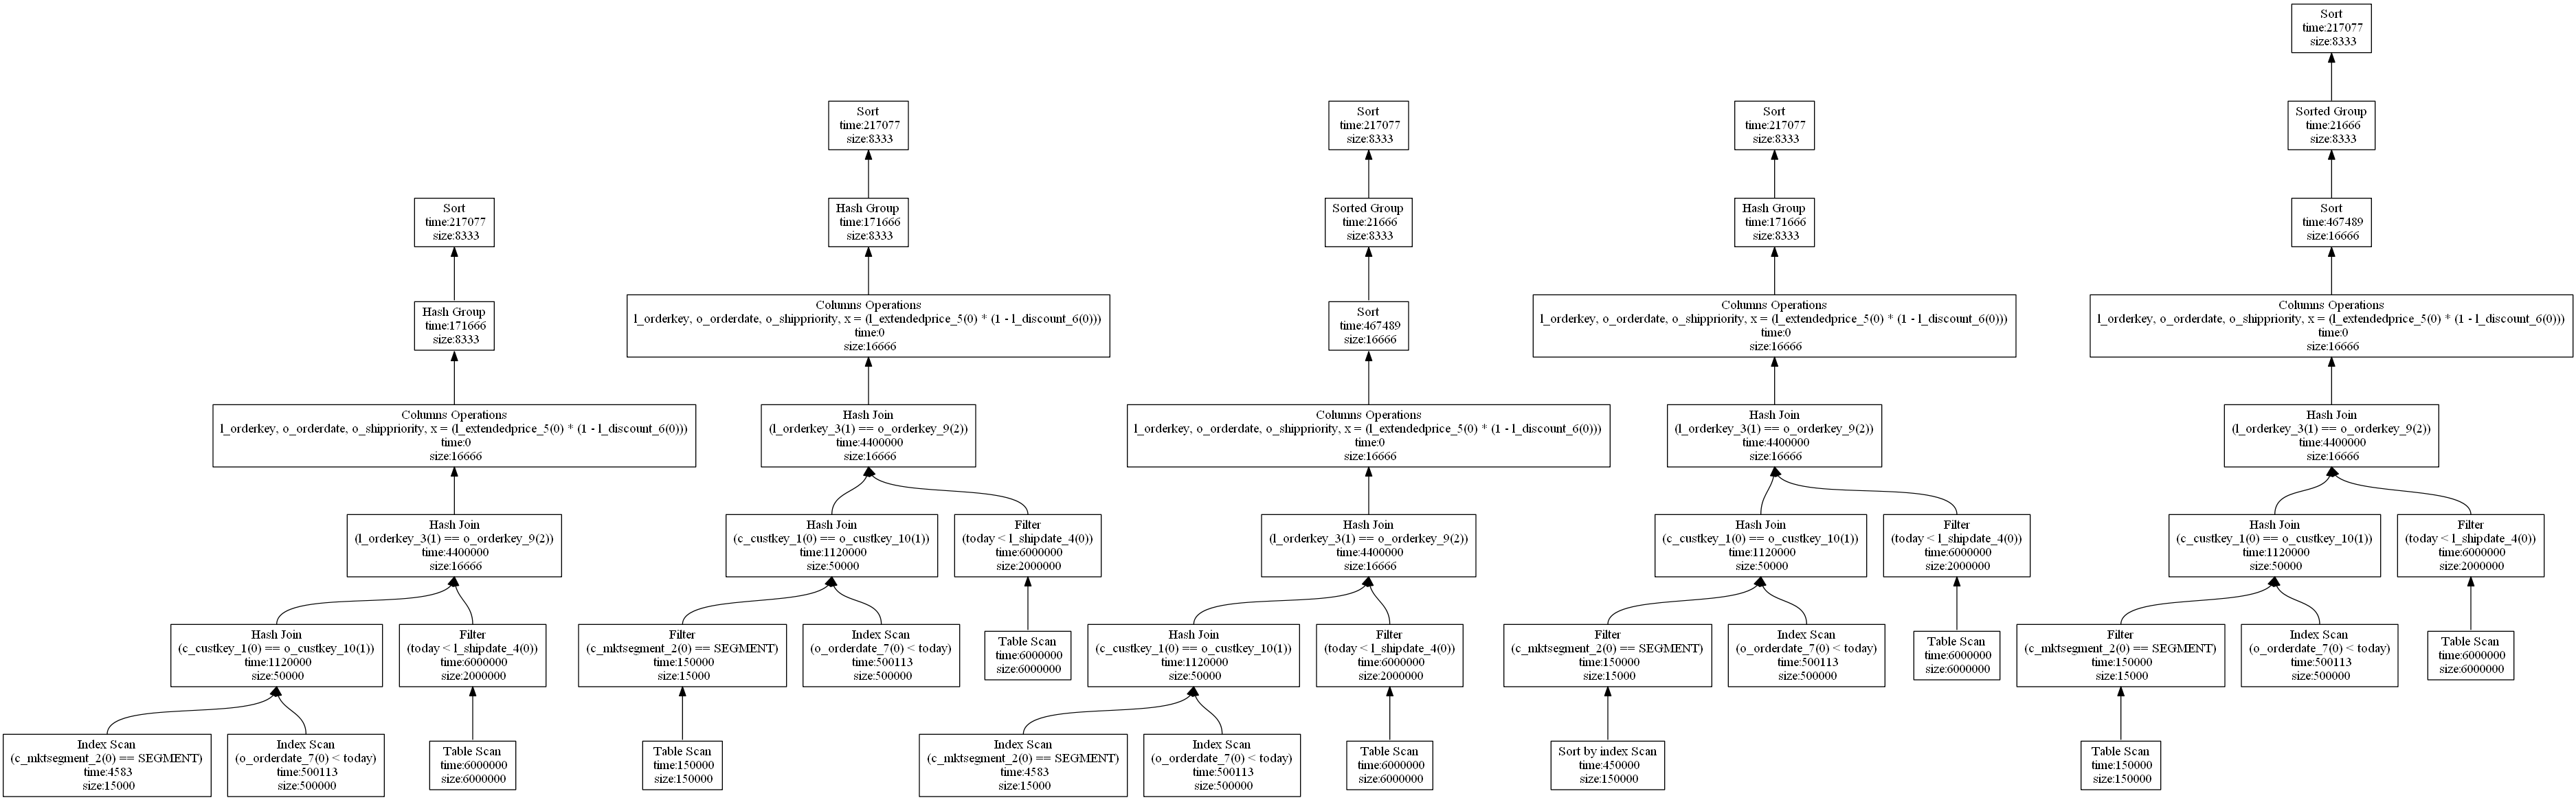 Sort
time:217077
size:8333
Hash Group
time:171666
size:8333
Columns Operations
l_orderkey, o_orderdate, o_shippriority, x = (l_extendedprice_5(0) * (1 - l_discount_6(0)))
time:0
size:16666
Hash Join
(l_orderkey_3(1) == o_orderkey_9(2))
time:4400000
size:16666
Hash Join
(c_custkey_1(0) == o_custkey_10(1))
time:1120000
size:50000
Filter
(today < l_shipdate_4(0))
time:6000000
size:2000000
Index Scan
(c_mktsegment_2(0) == SEGMENT)
time:4583
size:15000
Index Scan
(o_orderdate_7(0) < today)
time:500113
size:500000
Table Scan
time:6000000
size:6000000
Sort
time:217077
size:8333
Hash Group
time:171666
size:8333
Columns Operations
l_orderkey, o_orderdate, o_shippriority, x = (l_extendedprice_5(0) * (1 - l_discount_6(0)))
time:0
size:16666
Hash Join
(l_orderkey_3(1) == o_orderkey_9(2))
time:4400000
size:16666
Hash Join
(c_custkey_1(0) == o_custkey_10(1))
time:1120000
size:50000
Filter
(today < l_shipdate_4(0))
time:6000000
size:2000000
Filter
(c_mktsegment_2(0) == SEGMENT)
time:150000
size:15000
Index Scan
(o_orderdate_7(0) < today)
time:500113
size:500000
Table Scan
time:6000000
size:6000000
Table Scan
time:150000
size:150000
Sort
time:217077
size:8333
Sorted Group
time:21666
size:8333
Sort
time:467489
size:16666
Columns Operations
l_orderkey, o_orderdate, o_shippriority, x = (l_extendedprice_5(0) * (1 - l_discount_6(0)))
time:0
size:16666
Hash Join
(l_orderkey_3(1) == o_orderkey_9(2))
time:4400000
size:16666
Hash Join
(c_custkey_1(0) == o_custkey_10(1))
time:1120000
size:50000
Filter
(today < l_shipdate_4(0))
time:6000000
size:2000000
Index Scan
(c_mktsegment_2(0) == SEGMENT)
time:4583
size:15000
Index Scan
(o_orderdate_7(0) < today)
time:500113
size:500000
Table Scan
time:6000000
size:6000000
Sort
time:217077
size:8333
Hash Group
time:171666
size:8333
Columns Operations
l_orderkey, o_orderdate, o_shippriority, x = (l_extendedprice_5(0) * (1 - l_discount_6(0)))
time:0
size:16666
Hash Join
(l_orderkey_3(1) == o_orderkey_9(2))
time:4400000
size:16666
Hash Join
(c_custkey_1(0) == o_custkey_10(1))
time:1120000
size:50000
Filter
(today < l_shipdate_4(0))
time:6000000
size:2000000
Filter
(c_mktsegment_2(0) == SEGMENT)
time:150000
size:15000
Index Scan
(o_orderdate_7(0) < today)
time:500113
size:500000
Table Scan
time:6000000
size:6000000
Sort by index Scan
time:450000
size:150000
Sort
time:217077
size:8333
Sorted Group
time:21666
size:8333
Sort
time:467489
size:16666
Columns Operations
l_orderkey, o_orderdate, o_shippriority, x = (l_extendedprice_5(0) * (1 - l_discount_6(0)))
time:0
size:16666
Hash Join
(l_orderkey_3(1) == o_orderkey_9(2))
time:4400000
size:16666
Hash Join
(c_custkey_1(0) == o_custkey_10(1))
time:1120000
size:50000
Filter
(today < l_shipdate_4(0))
time:6000000
size:2000000
Filter
(c_mktsegment_2(0) == SEGMENT)
time:150000
size:15000
Index Scan
(o_orderdate_7(0) < today)
time:500113
size:500000
Table Scan
time:6000000
size:6000000
Table Scan
time:150000
size:150000